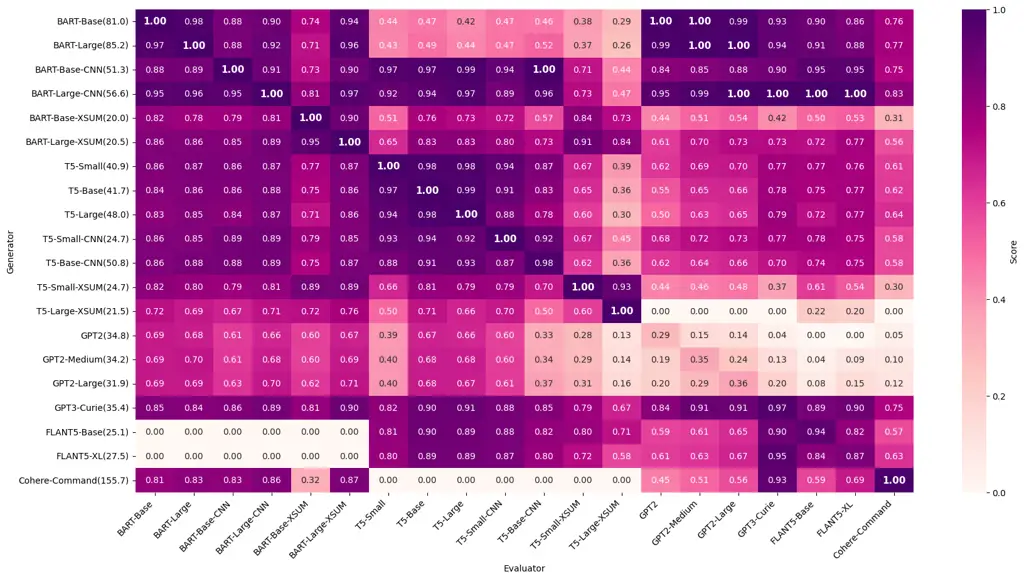 BART-Base(81.0) 1.00 0.98 0.88 0.90 0.74 0.94 0.44 0.47 0.42 0.47 0.46 0.38 0.29 1.00 1.00 0.99 0.93 0.90 0.86 0.76
BART-Large(85.2) 0.97 1.00 0.88 0.92 0.71 0.96 0.43 0.49 0.44 0.47 0.52 0.37 0.26 0.99 1.00 1.00 0.94 0.91 0.88 0.77
BART-Base-CNN(51.3) 0.88 0.89 1.00 0.91 0.73 0.90 0.97 0.97 0.99 0.94 1.00 0.71 0.44 0.84 0.85 0.88 0.90 0.95 0.95 0.75
BART-Large-CNN(56.6) 0.95 0.96 0.95 1.00 0.81 0.97 0.92 0.94 0.97 0.89 0.96 0.73 0.47 0.95 0.99 1.00 1.00 1.00 1.00 0.83
BART-Base-XSUM(20.0) 0.82 0.78 0.79 0.81 1.00 0.90 0.51 0.76 0.73 0.72 0.57 0.84 0.73 0.44 0.51 0.54 0.42 0.50 0.53 0.31
BART-Large-XSUM(20.5) 0.86 0.86 0.85 0.89 0.95 1.00 0.65 0.83 0.83 0.80 0.73 0.91 0.84 0.61 0.70 0.73 0.73 0.72 0.77 0.56
T5-Small(40.9) 0.86 0.87 0.86 0.87 0.77 0.87 1.00 0.98 0.98 0.94 0.87 0.67 0.39 0.62 0.69 0.70 0.77 0.77 0.76 0.61
T5-Base(41.7) 0.84 0.86 0.86 0.88 0.75 0.86 0.97 1.00 0.99 0.91 0.83 0.65 0.36 0.55 0.65 0.66 0.78 0.75 0.77 0.62
T5-Large(48.0) 0.83 0.85 0.84 0.87 0.71 0.86 0.94 0.98 1.00 0.88 0.78 0.60 0.30 0.50 0.63 0.65 0.79 0.72 0.77 0.64
T5-Small-CNN(24.7) 0.86 0.85 0.89 0.89 0.79 0.85 0.93 0.94 0.92 1.00 0.92 0.67 0.45 0.68 0.72 0.73 0.77 0.78 0.75 0.58
T5-Base-CNN(50.8) 0.86 0.88 0.88 0.89 0.75 0.87 0.88 0.91 0.93 0.87 0.98 0.62 0.36 0.62 0.64 0.66 0.70 0.74 0.75 0.58
T5-Small-XSUM(24.7) 0.82 0.80 0.79 0.81 0.89 0.89 0.66 0.81 0.79 0.79 0.70 1.00 0.93 0.44 0.46 0.48 0.37 0.61 0.54 0.30
T5-Large-XSUM(21.5) 0.72 0.69 0.67 0.71 0.72 0.76 0.50 0.71 0.66 0.70 0.50 0.60 1.00 0.00 0.00 0.00 0.00 0.22 0.20 0.00
GPT2(34.8) 0.69 0.68 0.61 0.66 0.60 0.67 0.39 0.67 0.66 0.60 0.33 0.28 0.13 0.29 0.15 0.14 0.04 0.00 0.00 0.05
GPT2-Medium(34.2) 0.69 0.70 0.61 0.68 0.60 0.69 0.40 0.68 0.68 0.60 0.34 0.29 0.14 0.19 0.35 0.24 0.13 0.04 0.09 0.10
GPT2-Large(31.9) 0.69 0.69 0.63 0.70 0.62 0.71 0.40 0.68 0.67 0.61 0.37 0.31 0.16 0.20 0.29 0.36 0.20 0.08 0.15 0.12
GPT3-Curie(35.4) 0.85 0.84 0.86 0.89 0.81 0.90 0.82 0.90 0.91 0.88 0.85 0.79 0.67 0.84 0.91 0.91 0.97 0.89 0.90 0.75
FLANT5-Base(25.1) 0.00 0.00 0.00 0.00 0.00 0.00 0.81 0.90 0.89 0.88 0.82 0.80 0.71 0.59 0.61 0.65 0.90 0.94 0.82 0.57
FLANT5-XL(27.5) 0.00 0.00 0.00 0.00 0.00 0.00 0.80 0.89 0.89 0.87 0.80 0.72 0.58 0.61 0.63 0.67 0.95 0.84 0.87 0.63
Cohere-Command(155.7) 0.81 0.83 0.83 0.86 0.32 0.87 0.00 0.00 0.00 0.00 0.00 0.00 0.00 0.45 0.51 0.56 0.93 0.59 0.69 1.00
BART-Base BART-Large BART-Base-CNN BART-Large-CNN BART-Base-XSUM BART-Large-XSUM T5-Small T5-Base T5-Large T5-Small-CNN T5-Base-CNN T5-Small-XSUM T5-Large-XSUM GPT2 GPT2-Medium GPT2-Large GPT3-Curie FLANT5-Base FLANT5-XL Cohere-Command
Evaluator
Generator
1.0
0.8
0.6
0.4
0.2
0.0
Score